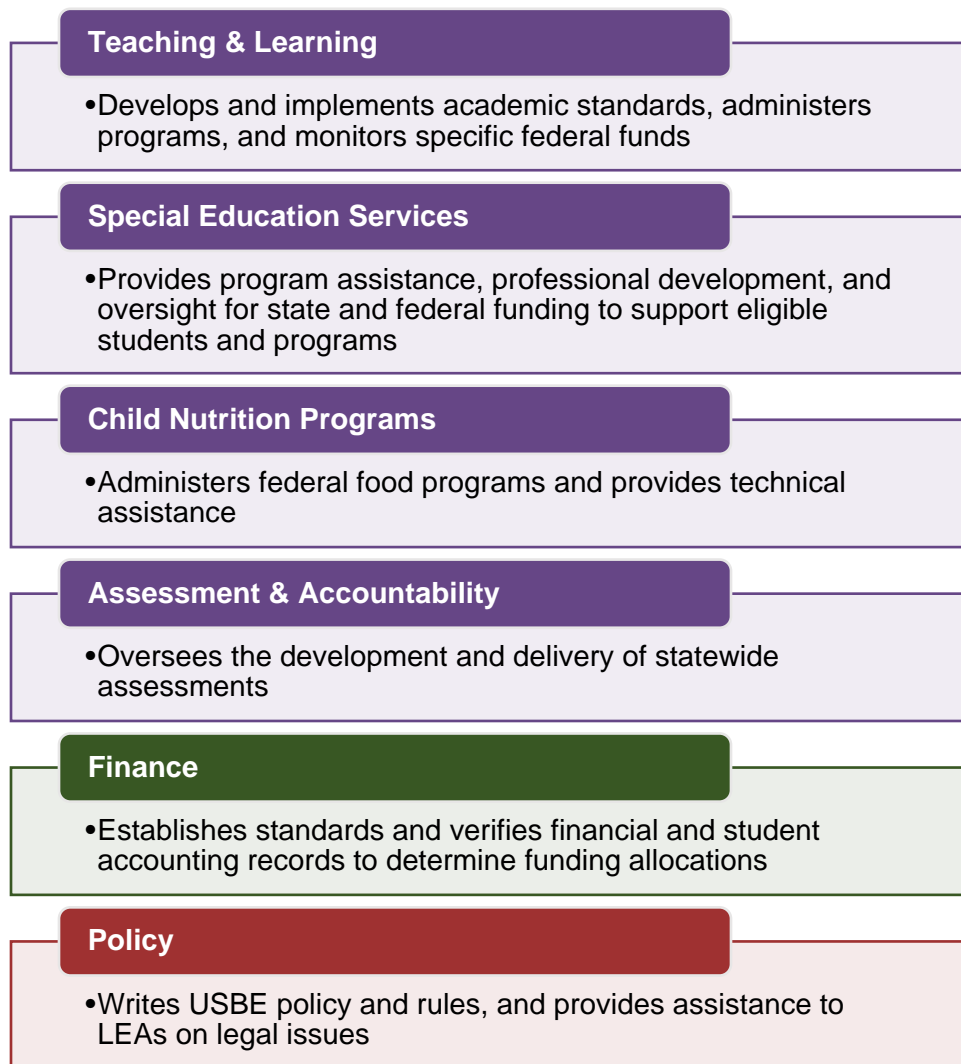 Teaching & Learning
•Develops and implements academic standards, administers
programs, and monitors specific federal funds
Special Education Services
•Provides program assistance, professional development, and
oversight for state and federal funding to support eligible
students and programs
Child Nutrition Programs
•Administers federal food programs and provides technical
assistance
Assessment & Accountability
•Oversees the development and delivery of statewide
assessments
Finance
•Establishes standards and verifies financial and student
accounting records to determine funding allocations
Policy
•Writes USBE policy and rules, and provides assistance to
LEAs on legal issues